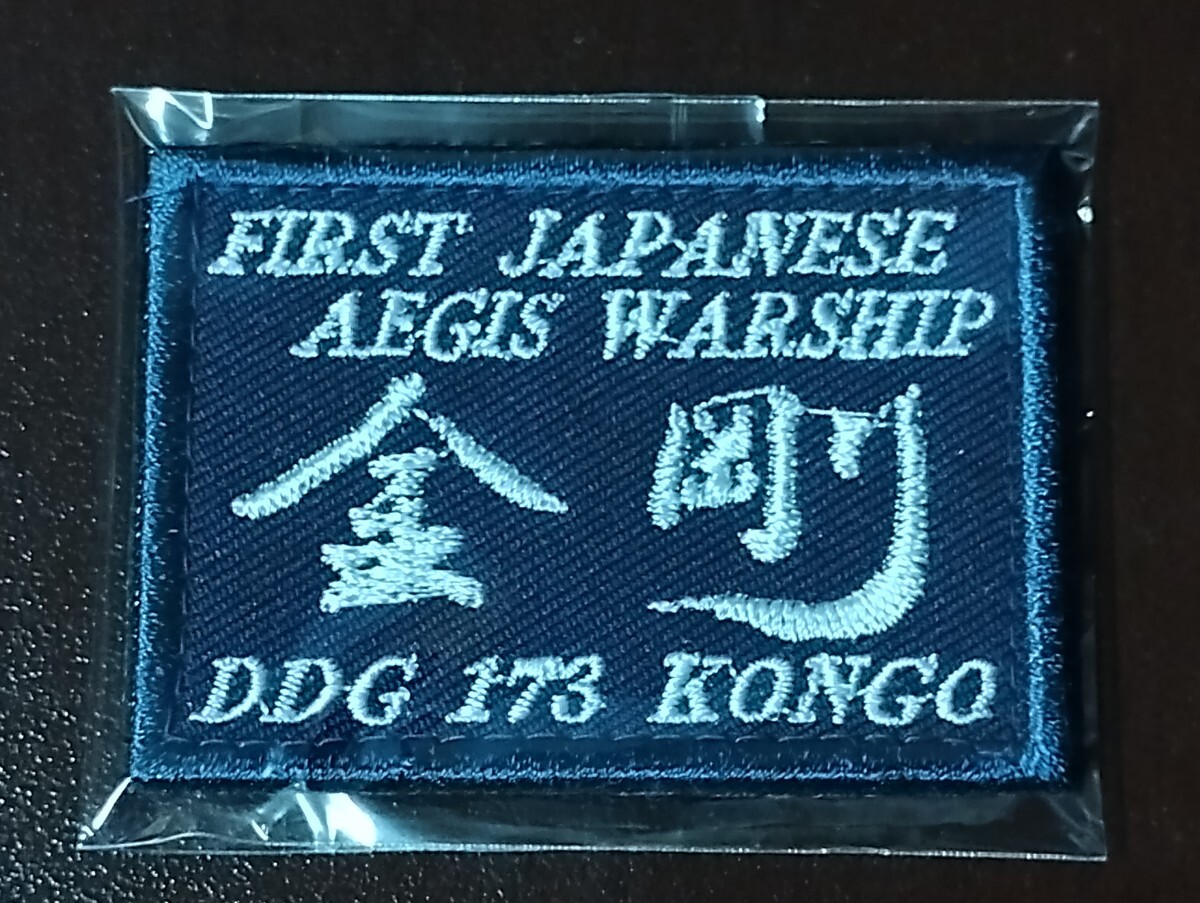 FIRST JAPANESE
AEGIS WARSHIP
金剛
DDG 173 KONGO